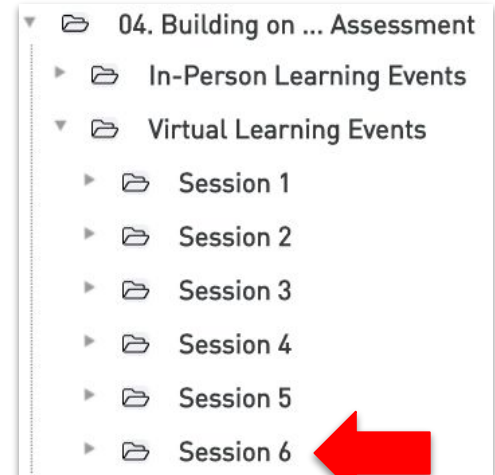 04. Building on ... Assessment
In-Person Learning Events
Virtual Learning Events
Session 1
Session 2
Session 3
Session 4
Session 5
Session 6